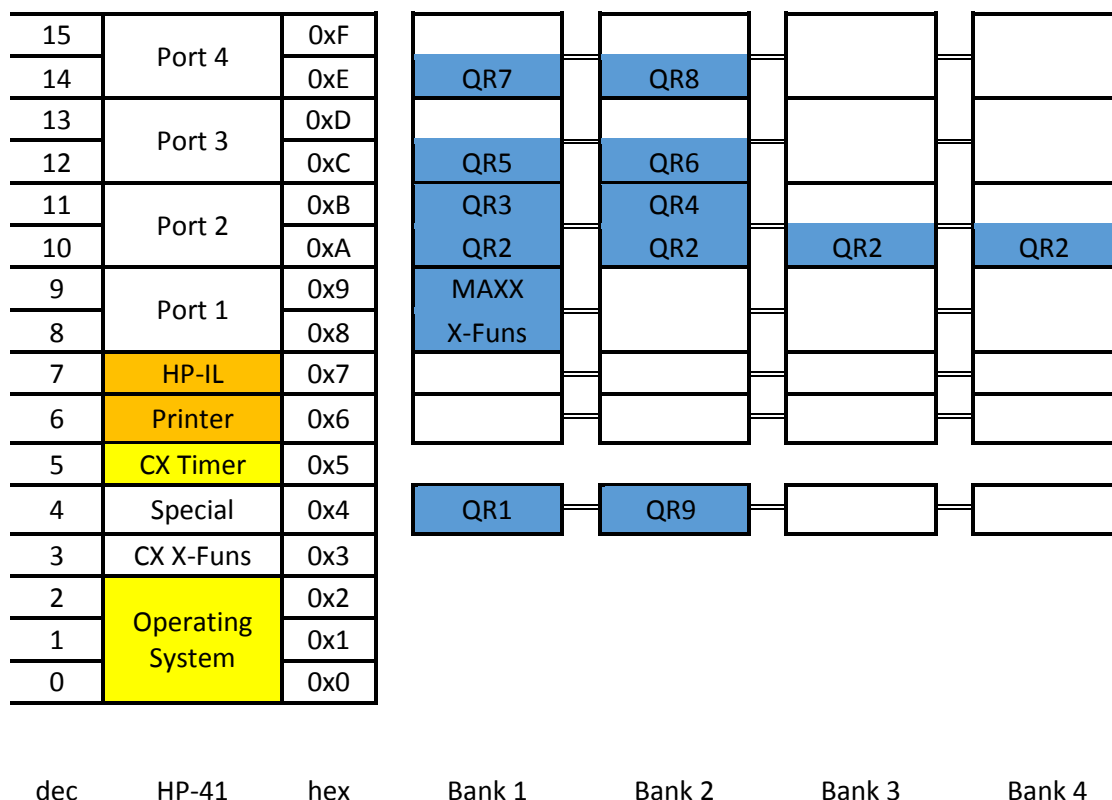 15 0xF
Port 4
14 0xE QR7 QR8
13 0xD
Port 3
12 0xC QR5 QR6
11 0xB QR3 QR4
Port 2
10 0xA QR2 QR2 QR2 QR2
9 0x9 MAXX
Port 1
8 0x8 X-Funs
7 HP-IL 0x7
6 Printer 0x6
5 CX Timer 0x5
4 Special 0x4 QR1 QR9
3 CX X-Funs 0x3
2 0x2
Operating
1 0x1
System
0 0x0
dec HP-41 hex Bank 1 Bank 2 Bank 3 Bank 4